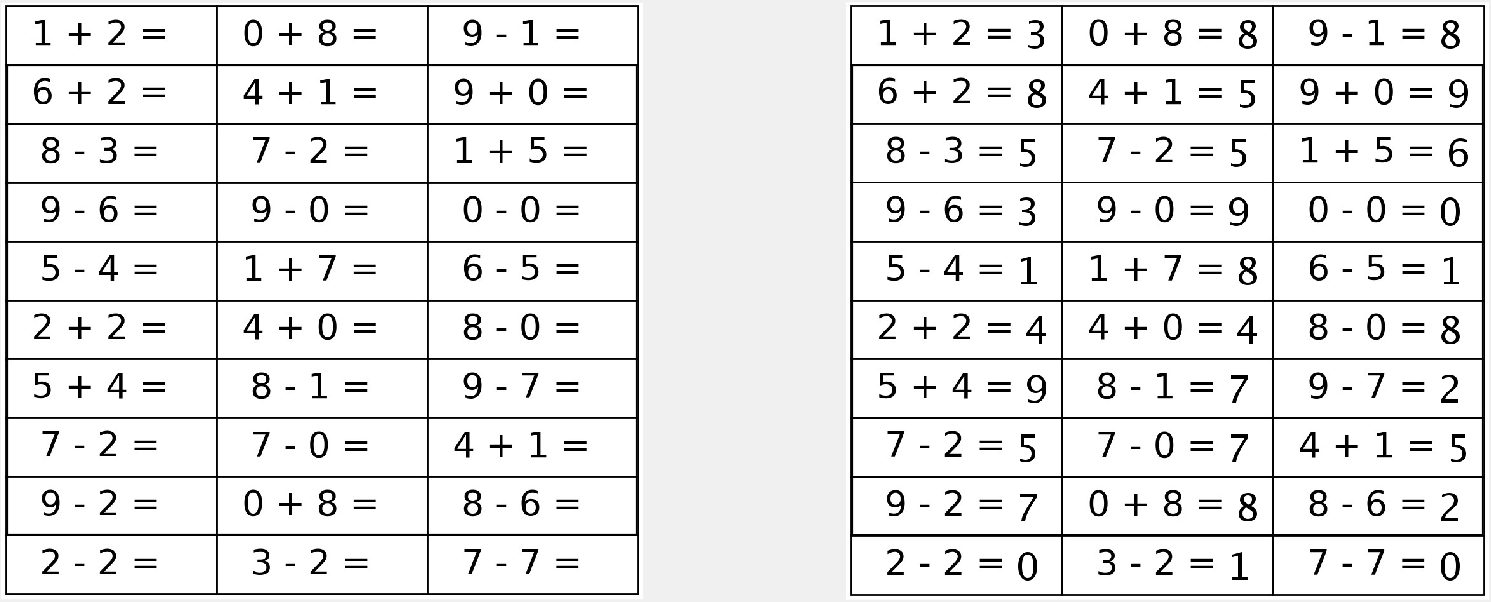 1 + 2 = 0 + 8 = 9 - 1 =
6 + 2 = 4 + 1 = 9 + 0 =
8 - 3 = 7 - 2 = 1 + 5 =
9 - 6 = 9 - 0 = 0 - 0 =
5 - 4 = 1 + 7 = 6 - 5 =
2 + 2 = 4 + 0 = 8 - 0 =
5 + 4 = 8 - 1 = 9 - 7 =
7 - 2 = 7 - 0 = 4 + 1 =
9 - 2 = 0 + 8 = 8 - 6 =
2 - 2 = 3 - 2 = 7 - 7 =
1 + 2 = 3 0 + 8 = 8 9 - 1 = 8
6 + 2 = 8 4 + 1 = 5 9 + 0 = 9
8 - 3 = 5 7 - 2 = 5 1 + 5 = 6
9 - 6 = 3 9 - 0 = 9 0 - 0 = 0
5 - 4 = 1 1 + 7 = 8 6 - 5 = 1
2 + 2 = 4 4 + 0 = 4 8 - 0 = 8
5 + 4 = 9 8 - 1 = 7 9 - 7 = 2
7 - 2 = 5 7 - 0 = 7 4 + 1 = 5
9 - 2 = 7 0 + 8 = 8 8 - 6 = 2
2 - 2 = 0 3 - 2 = 1 7 - 7 = 0